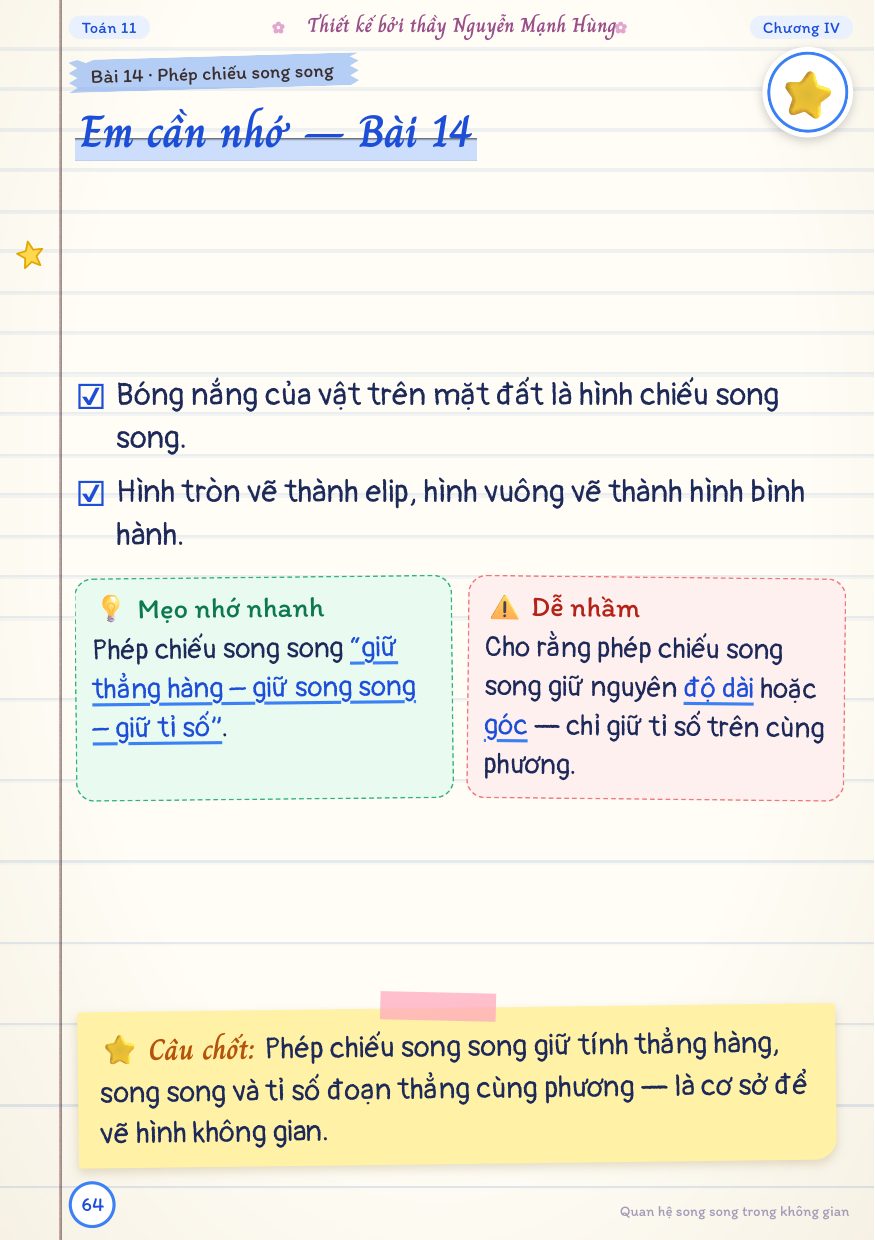 Toán 11
Thiết kế bởi thầy Nguyễn Mạnh Hùng
Chương IV
Bài 14 · Phép chiếu song song
Em cần nhớ — Bài 14
Bóng nắng của vật trên mặt đất là hình chiếu song
song.
Hình tròn vẽ thành elip, hình vuông vẽ thành hình bình
hành.
Mẹo nhớ nhanh
Phép chiếu song song "giữ
thẳng hàng – giữ song song
– giữ tỉ số".
Dễ nhầm
Cho rằng phép chiếu song
song giữ nguyên độ dài hoặc
góc — chỉ giữ tỉ số trên cùng
phương.
Câu chốt: Phép chiếu song song giữ tính thẳng hàng,
song song và tỉ số đoạn thẳng cùng phương — là cơ sở để
vẽ hình không gian.
64
Quan hệ song song trong không gian